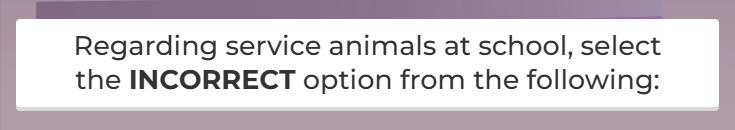 Regarding service animals at school, select
the INCORRECT option from the following: